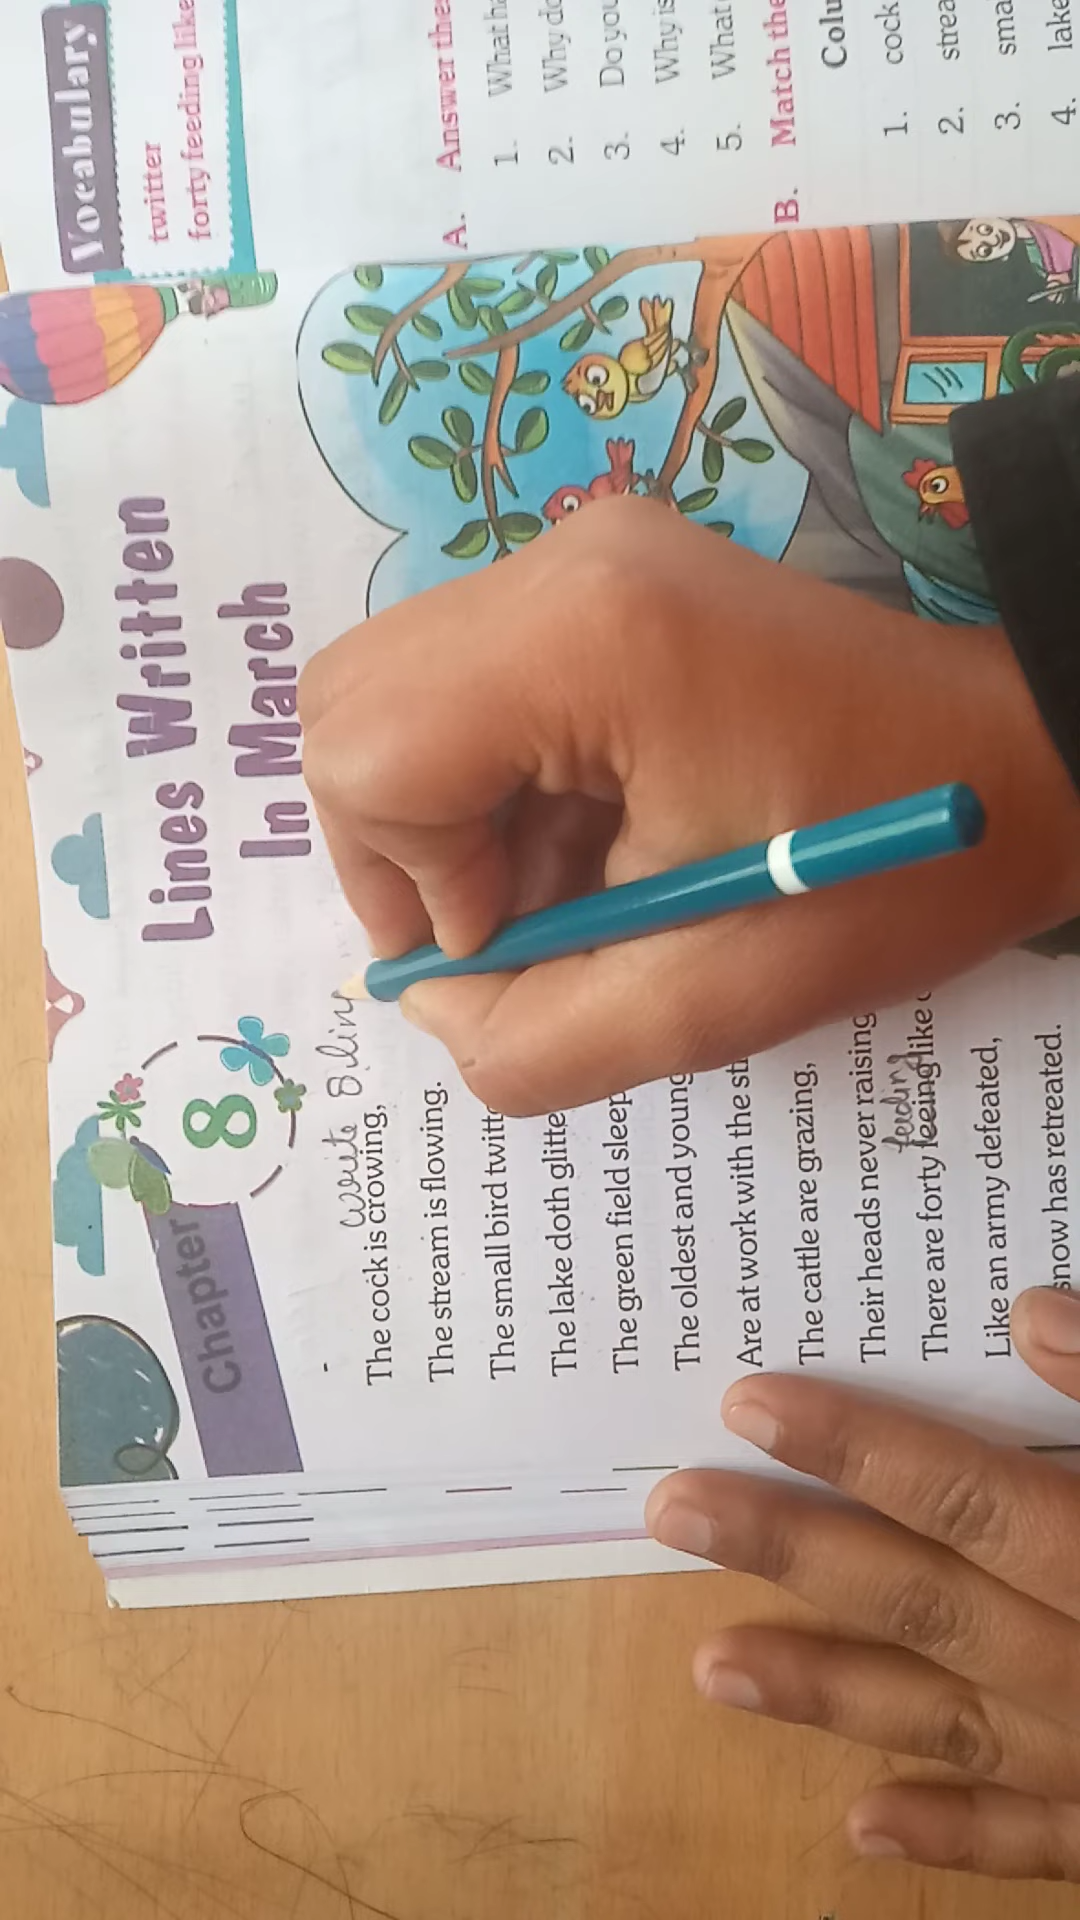 Chapter
8
Lines Written
In March
write 8 lin
The cock is crowing,
The stream is flowing.
The small bird twitt
The lake doth glitte
The green field sleep
The oldest and young
Are at work with the st
The cattle are grazing,
Their heads never raising
feeding
There are forty feeing like
Like an army defeated,
snow has retreated.
Vocabulary
twitter
forty feeding like
A. Answer the
1. What h
2. Why do
3. Do you
4. Why is
5. What
B. Match the
Colu
1. cock
2. strea
3. sma
4. lake